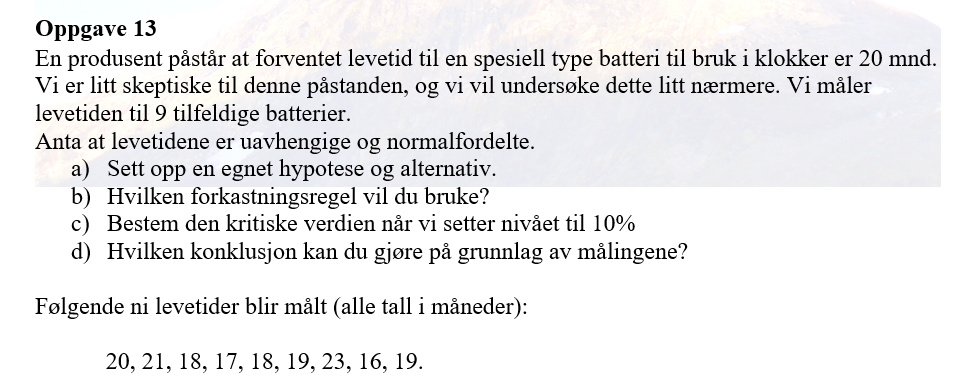 Oppgave 13
En produsent påstår at forventet levetid til en spesiell type batteri til bruk i klokker er 20 mnd.
Vi er litt skeptiske til denne påstanden, og vi vil undersøke dette litt nærmere. Vi måler
levetiden til 9 tilfeldige batterier.
Anta at levetidene er uavhengige og normalfordelte.
a) Sett opp en egnet hypotese og alternativ.
b) Hvilken forkastningsregel vil du bruke?
c) Bestem den kritiske verdien når vi setter nivået til 10%
d) Hvilken konklusjon kan du gjøre på grunnlag av målingene?
Følgende ni levetider blir målt (alle tall i måneder):
20, 21, 18, 17, 18, 19, 23, 16, 19.